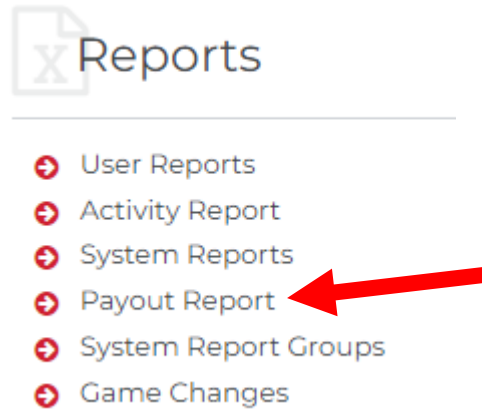 X
Reports
User Reports
Activity Report
System Reports
Payout Report
System Report Groups
Game Changes